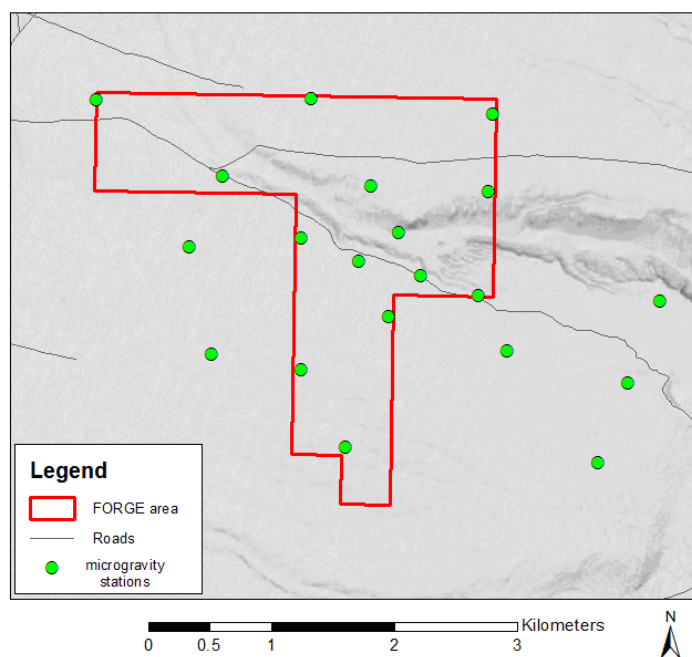 Legend
FORGE area
Roads
microgravity
stations
Kilometers
0 0.5 1 2 3
N